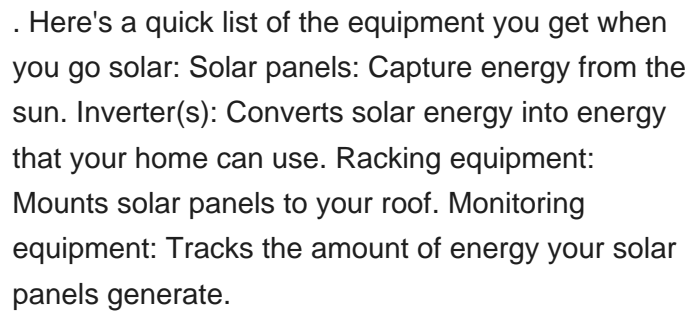 . Here's a quick list of the equipment you get when
you go solar: Solar panels: Capture energy from the
sun. Inverter(s): Converts solar energy into energy
that your home can use. Racking equipment:
Mounts solar panels to your roof. Monitoring
equipment: Tracks the amount of energy your solar
panels generate.